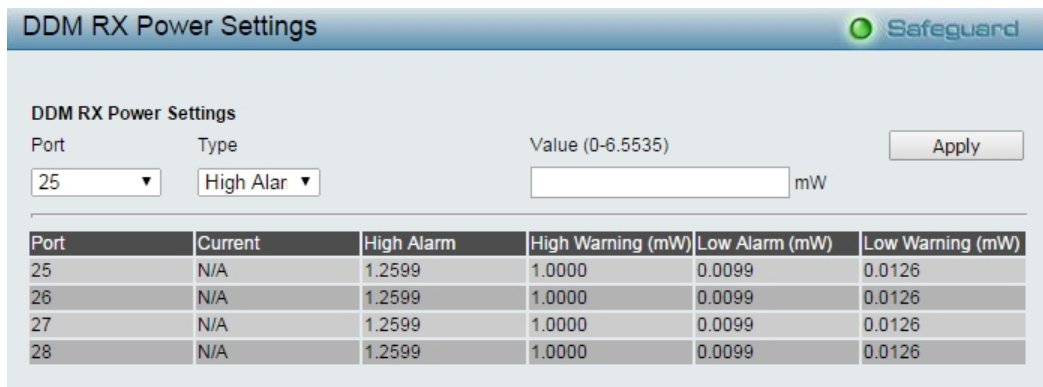 DDM RX Power Settings Safeguard
DDM RX Power Settings
Port Type Value (0-6.5535) Apply
25 High Alar mW
Port Current High Alarm High Warning (mW) Low Alarm (mW) Low Warning (mW)
25 N/A 1.2599 1.0000 0.0099 0.0126
26 N/A 1.2599 1.0000 0.0099 0.0126
27 N/A 1.2599 1.0000 0.0099 0.0126
28 N/A 1.2599 1.0000 0.0099 0.0126